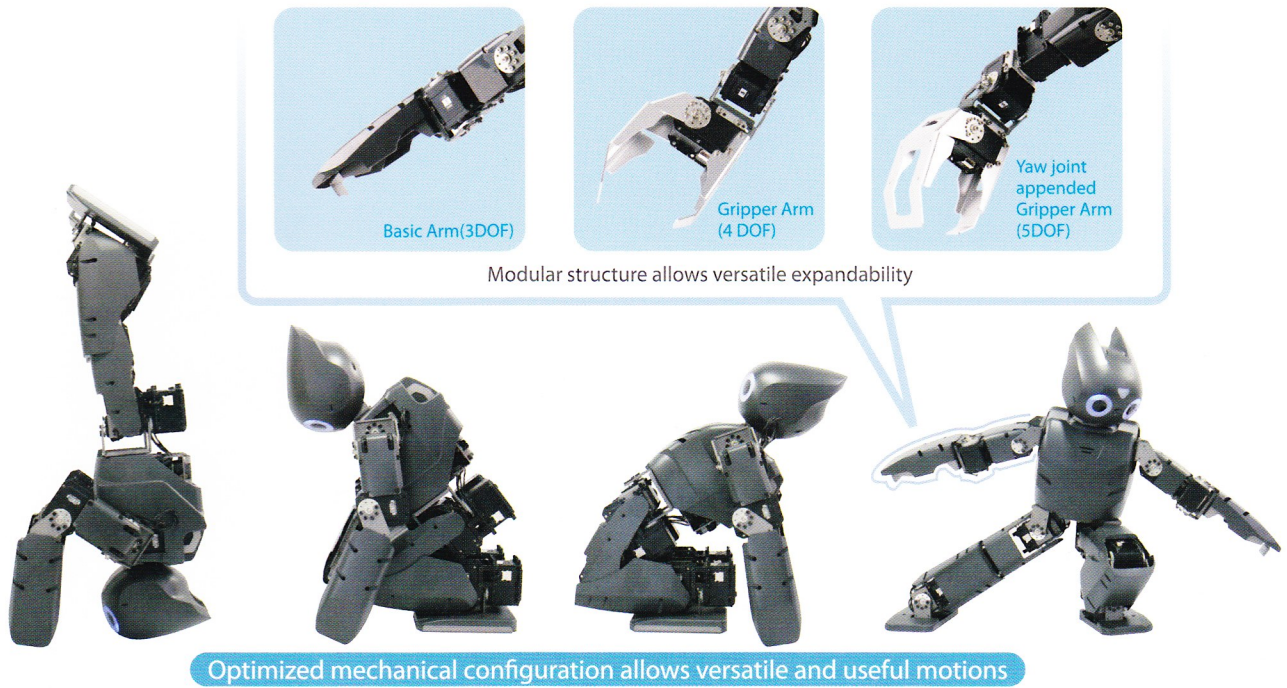 Basic Arm(3DOF)
Gripper Arm
(4 DOF)
Yaw joint
appended
Gripper Arm
(5DOF)
Modular structure allows versatile expandability
Optimized mechanical configuration allows versatile and useful motions